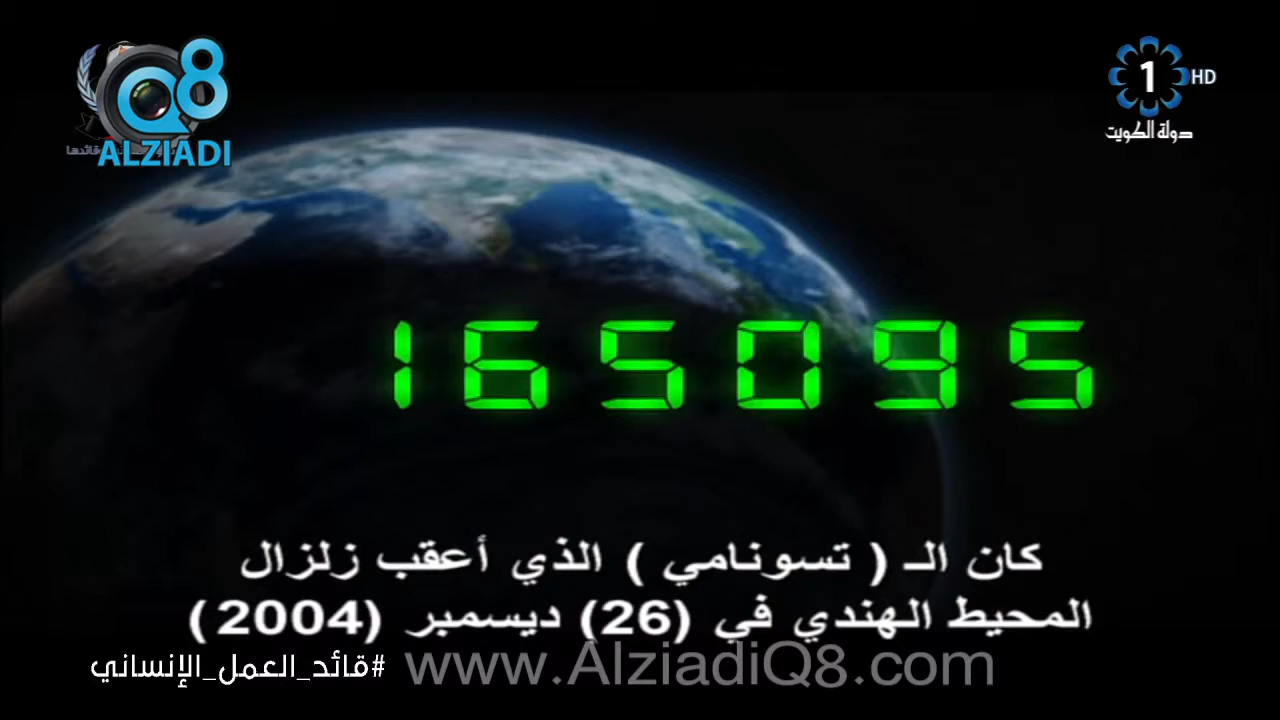 Q8
ALZIADI
1 HD
دولة الكويت
165095
كان الـ ( تسونامي ) الذي أعقب زلزال
المحيط الهندي في (26) ديسمبر (2004)
#قائد_العمل_الإنساني
www.AlziadiQ8.com